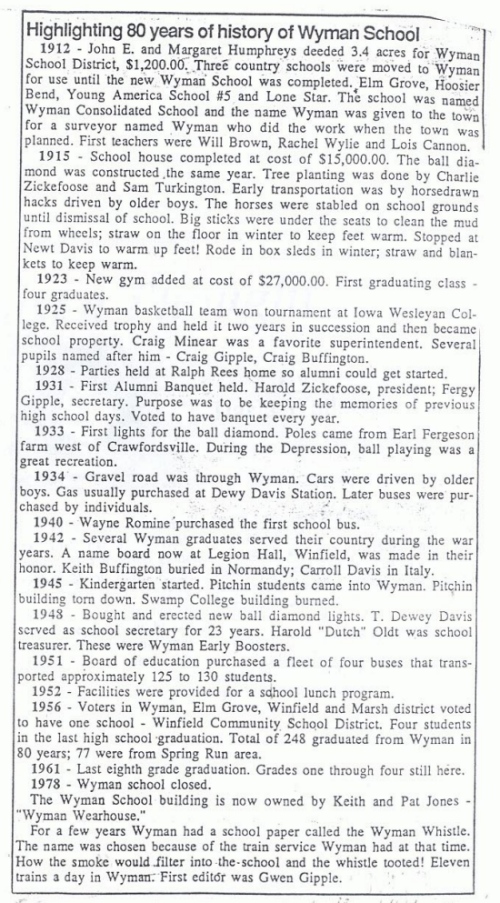 Highlighting 80 years of history of Wyman School
1912 - John E. and Margaret Humphreys deeded 3.4 acres for Wyman
School District, $1,200.00. Three country schools were moved to Wyman
for use until the new Wyman School was completed. Elm Grove, Hoosier
Bend, Young America School #5 and Lone Star. The school was named
Wyman Consolidated School and the name Wyman was given to the town
for a surveyor named Wyman who did the work when the town was
planned. First teachers were Will Brown, Rachel Wylie and Lois Cannon.
1915 - School house completed at cost of $15,000.00. The ball dia-
mond was constructed the same year. Tree planting was done by Charlie
Zickefoose and Sam Turkington. Early transportation was by horsedrawn
hacks driven by older boys. The horses were stabled on school grounds
until dismissal of school. Big sticks were under the seats to clean the mud
from wheels; straw on the floor in winter to keep feet warm. Stopped at
Newt Davis to warm up feet! Rode in box sleds in winter; straw and blan-
kets to keep warm.
1923 - New gym added at cost of $27,000.00. First graduating class -
four graduates.
1925 - Wyman basketball team won tournament at Iowa Wesleyan Col-
lege. Received trophy and held it two years in succession and then became
school property. Craig Minear was a favorite superintendent. Several
pupils named after him - Craig Gipple, Craig Buffington.
1928 - Parties held at Ralph Rees home so alumni could get started.
1931 - First Alumni Banquet held. Harold Zickefoose, president; Fergy
Gipple, secretary. Purpose was to be keeping the memories of previous
high school days. Voted to have banquet every year.
1933 - First lights for the ball diamond. Poles came from Earl Fergeson
farm west of Crawfordsville. During the Depression, ball playing was a
great recreation.
1934 - Gravel road was through Wyman. Cars were driven by older
boys. Gas usually purchased at Dewy Davis Station. Later buses were pur-
chased by individuals.
1940 - Wayne Romine purchased the first school bus.
1942 - Several Wyman graduates served their country during the war
years. A name board now at Legion Hall, Winfield, was made in their
honor. Keith Buffington buried in Normandy; Carroll Davis in Italy.
1945 - Kindergarten started. Pitchin students came into Wyman. Pitchin
building torn down. Swamp College building burned.
1948 - Bought and erected new ball diamond lights. T. Dewey Davis
served as school secretary for 23 years. Harold "Dutch" Oldt was school
treasurer. These were Wyman Early Boosters.
1951 - Board of education purchased a fleet of four buses that trans-
ported approximately 125 to 130 students.
1952 - Facilities were provided for a school lunch program.
1956 - Voters in Wyman, Elm Grove, Winfield and Marsh district voted
to have one school - Winfield Community School District. Four students
in the last high school graduation. Total of 248 graduated from Wyman in
80 years; 77 were from Spring Run area.
1961 - Last eighth grade graduation. Grades one through four still here.
1978 - Wyman school closed.
The Wyman School building is now owned by Keith and Pat Jones -
"Wyman Wearhouse."
For a few years Wyman had a school paper called the Wyman Whistle.
The name was chosen because of the train service Wyman had at that time.
How the smoke would filter into the school and the whistle tooted! Eleven
trains a day in Wyman. First editor was Gwen Gipple.